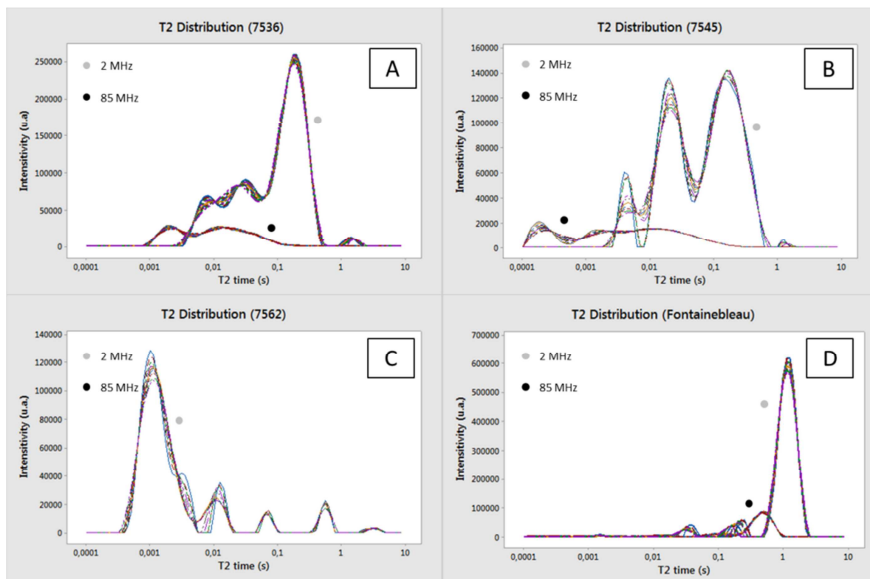 T2 Distribution (7536)
A
2 MHz
85 MHz
Intensitivity (u.a)
250000
200000
150000
100000
50000
0
0,0001 0,001 0,01 0,1 1 10
T2 time (s)
T2 Distribution (7545)
B
2 MHz
85 MHz
Intensitivity (u.a.)
160000
140000
120000
100000
80000
60000
40000
20000
0
0,0001 0,001 0,01 0,1 1 10
T2 time (s)
T2 Distribution (7562)
C
2 MHz
85 MHz
Intensitivity (u.a.)
140000
120000
100000
80000
60000
40000
20000
0
0,0001 0,001 0,01 0,1 1 10
T2 time (s)
T2 Distribution (Fontainebleau)
D
2 MHz
85 MHz
Intensitivity (u.a.)
700000
600000
500000
400000
300000
200000
100000
0
0,0001 0,001 0,01 0,1 1 10
T2 time (s)